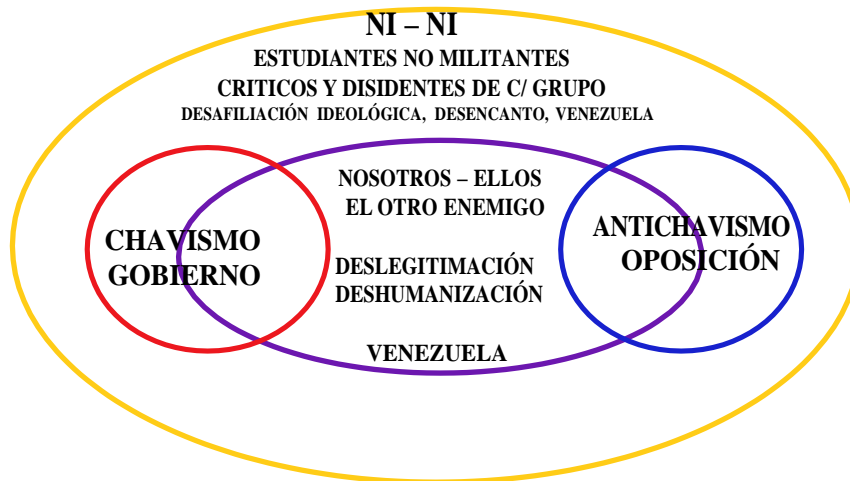 NI – NI
ESTUDIANTES NO MILITANTES
CRITICOS Y DISIDENTES DE C/ GRUPO
DESAFILIACIÓN IDEOLÓGICA, DESENCANTO, VENEZUELA
NOSOTROS – ELLOS
EL OTRO ENEMIGO
CHAVISMO
GOBIERNO
ANTICHAVISMO
OPOSICIÓN
DESLEGITIMACIÓN
DESHUMANIZACIÓN
VENEZUELA